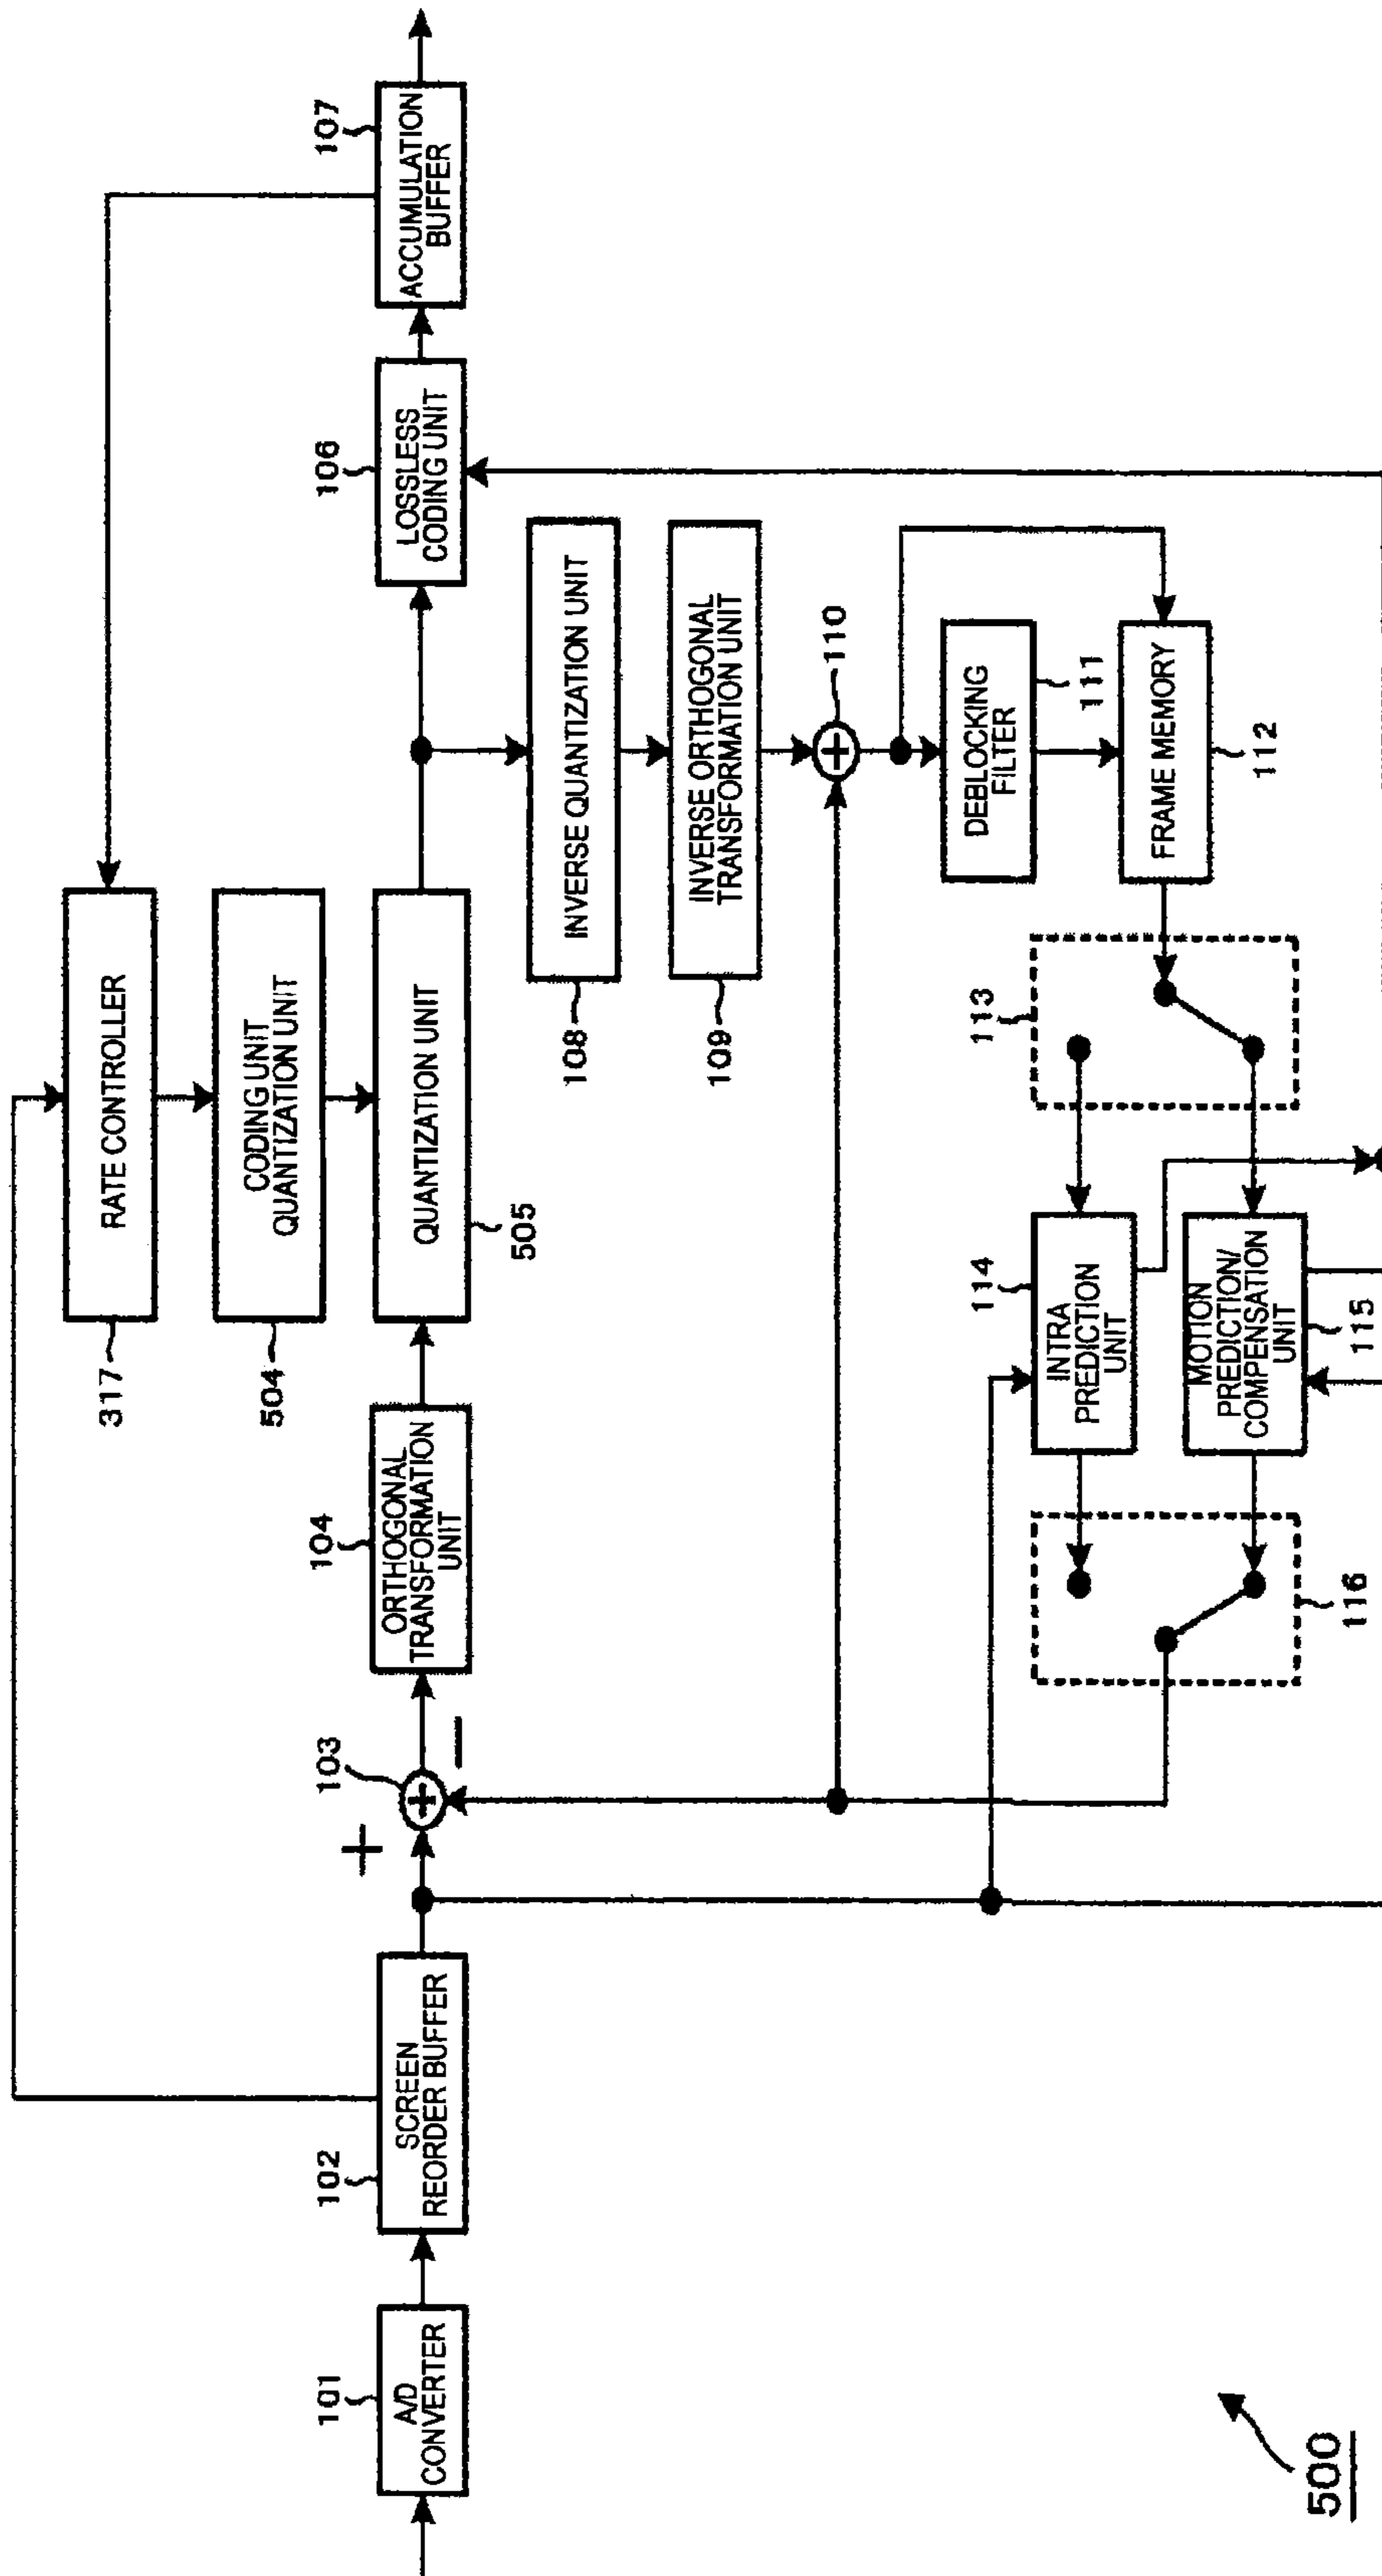 317
RATE CONTROLLER
504
CODING UNIT
QUANTIZATION UNIT
101
A/D
CONVERTER
102
SCREEN
REORDER BUFFER
+
103
+
−
104
ORTHOGONAL
TRANSFORMATION
UNIT
QUANTIZATION UNIT
505
106
LOSSLESS
CODING UNIT
107
ACCUMULATION
BUFFER
INVERSE QUANTIZATION UNIT
108
INVERSE ORTHOGONAL
TRANSFORMATION UNIT
109
+
110
DEBLOCKING
FILTER
111
FRAME MEMORY
112
113
114
INTRA
PREDICTION
UNIT
MOTION
PREDICTION/
COMPENSATION
UNIT
115
116
500